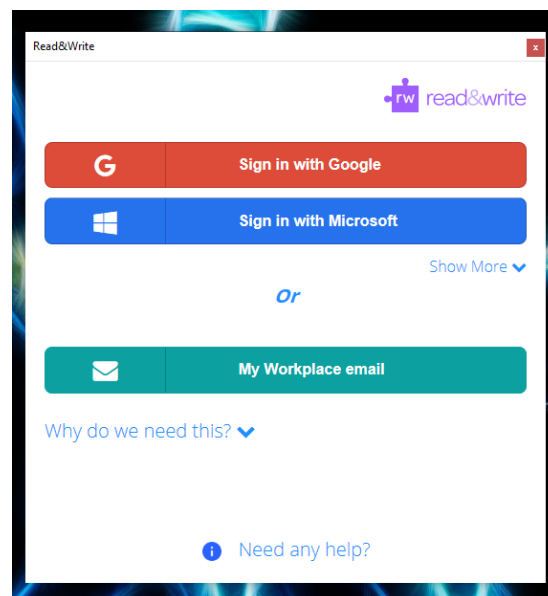 Read&Write
x
rw read&write
G Sign in with Google
Sign in with Microsoft
Show More
Or
My Workplace email
Why do we need this?
i Need any help?